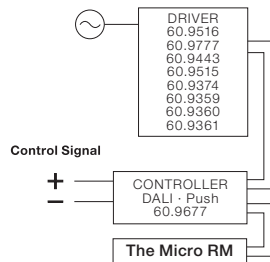 DRIVER
60.9516
60.9777
60.9443
60.9515
60.9374
60.9359
60.9360
60.9361
Control Signal
+
−
CONTROLLER
DALI · Push
60.9677
The Micro RM